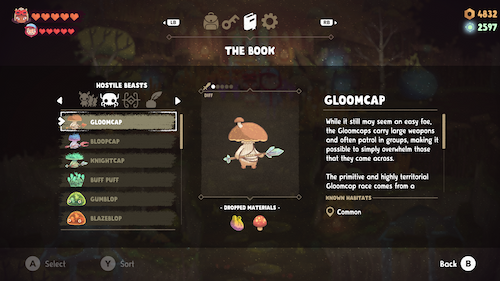 LB
RB
4832
2597
THE BOOK
HOSTILE BEASTS
GLOOMCAP
BLOOPCAP
KNIGHTCAP
BUFF PUFF
GUMBLOP
BLAZEBLOP
DIFF
- DROPPED MATERIALS -
GLOOMCAP
While it still may seem an easy foe,
the Gloomcaps carry large weapons
and often patrol in groups, making it
possible to simply overwhelm those
that they come across.
The primitive and highly territorial
Gloomcap race comes from a
KNOWN HABITATS
Common
A Select
Y Sort
Back B